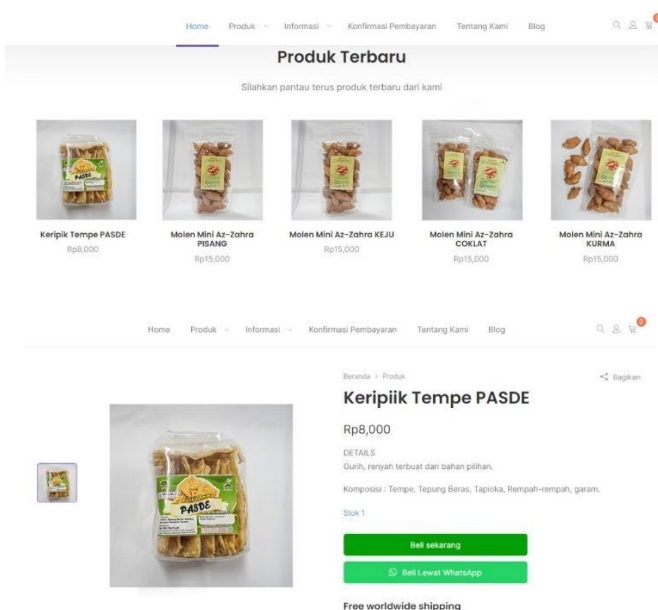 Home Produk Informasi Konfirmasi Pembayaran Tentang Kami Blog
0
Produk Terbaru
Silahkan pantau terus produk terbaru dari kami
PASDE
Keripik Tempe PASDE
Rp8,000
Molen Mini Az-Zahra
PISANG
Rp15,000
Molen Mini Az-Zahra KEJU
Rp15,000
Molen Mini Az-Zahra
COKLAT
Rp15,000
Molen Mini Az-Zahra
KURMA
Rp15,000
Home Produk Informasi Konfirmasi Pembayaran Tentang Kami Blog
0
Beranda > Produk
Bagikan
Keripiik Tempe PASDE
Rp8,000
DETAILS
Gurih, renyah terbuat dari bahan pilihan.
Komposisi : Tempe, Tepung Beras, Tapioka, Rempah-rempah, garam.
Stok 1
Beli sekarang
Beli Lewat WhatsApp
Free worldwide shipping
PASDE